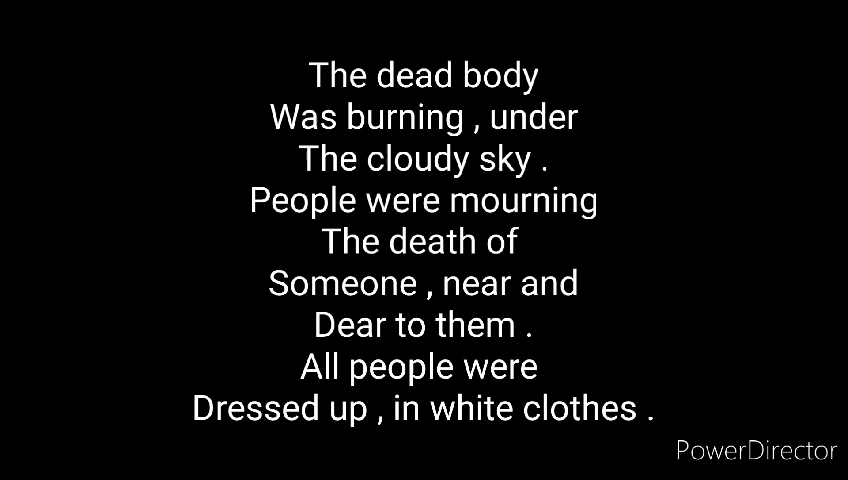 The dead body
Was burning , under
The cloudy sky .
People were mourning
The death of
Someone , near and
Dear to them .
All people were
Dressed up , in white clothes .
PowerDirector